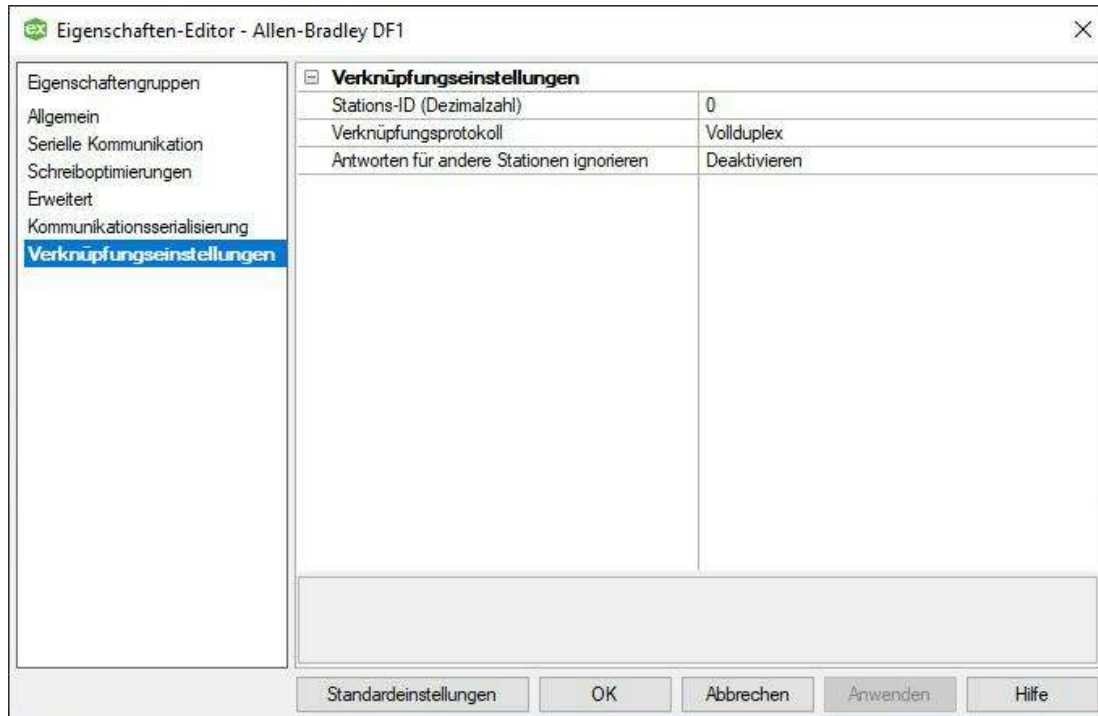 Eigenschaften-Editor - Allen-Bradley DF1
Eigenschaftengruppen
Allgemein
Serielle Kommunikation
Schreiboptimierungen
Erweitert
Kommunikationsserialisierung
Verknüpfungseinstellungen
Verknüpfungseinstellungen
Stations-ID (Dezimalzahl) 0
Verknüpfungsprotokoll Vollduplex
Antworten für andere Stationen ignorieren Deaktivieren
Standardeinstellungen OK Abbrechen Anwenden Hilfe